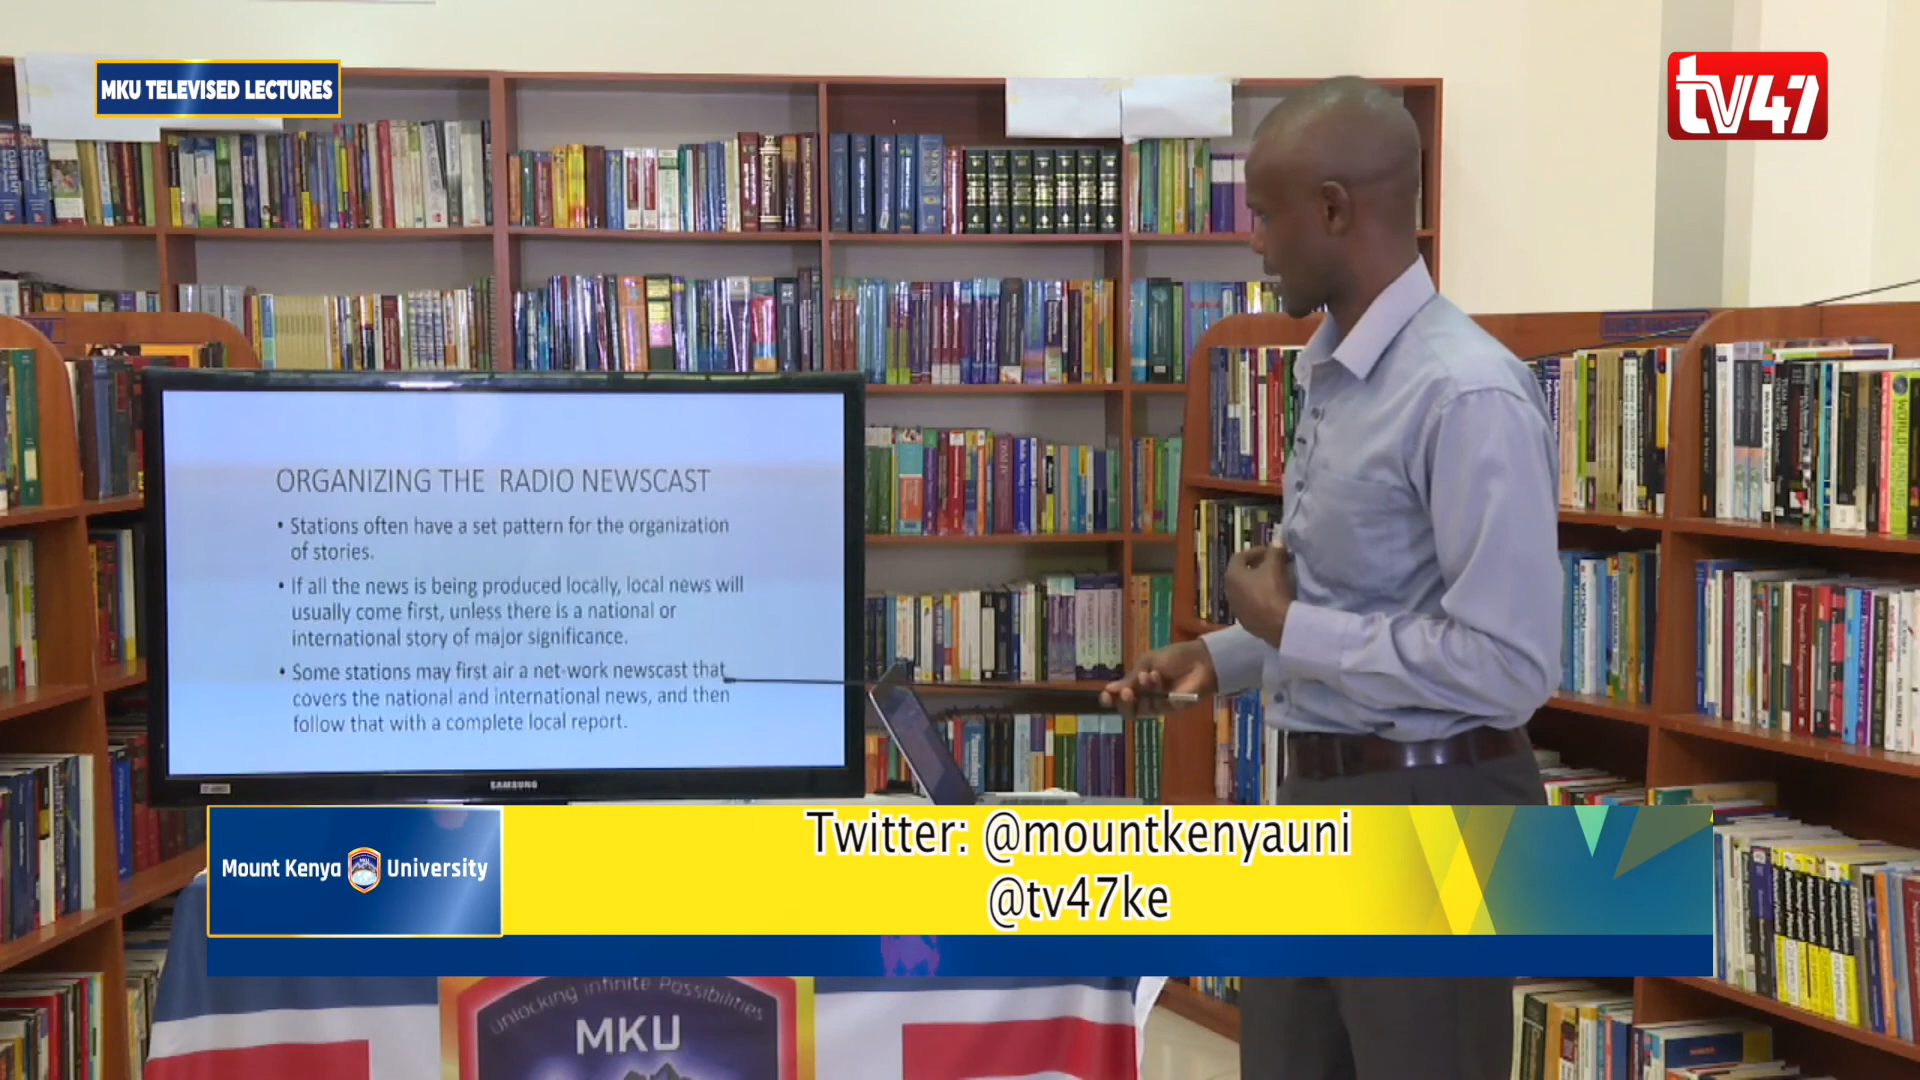 MKU TELEVISED LECTURES
tv47
ORGANIZING THE RADIO NEWSCAST
• Stations often have a set pattern for the organization
of stories.
• If all the news is being produced locally, local news will
usually come first, unless there is a national or
international story of major significance.
• Some stations may first air a net-work newscast that
covers the national and international news, and then
follow that with a complete local report.
SAMSUNG
Twitter: @mountkenyauni
@tv47ke
Mount Kenya University
Unlocking Infinite Possibilities
MKU